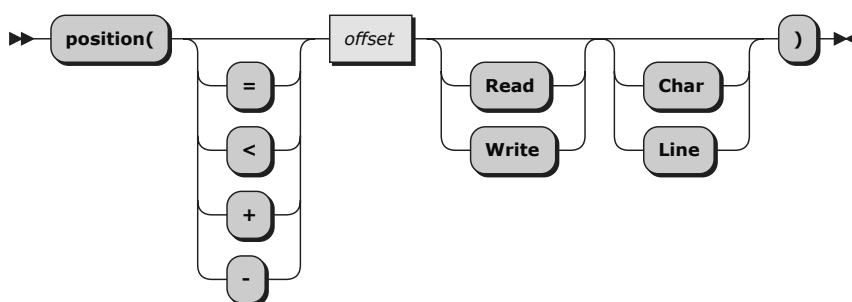 position( offset )
= Read Char
< Write Line
+
-